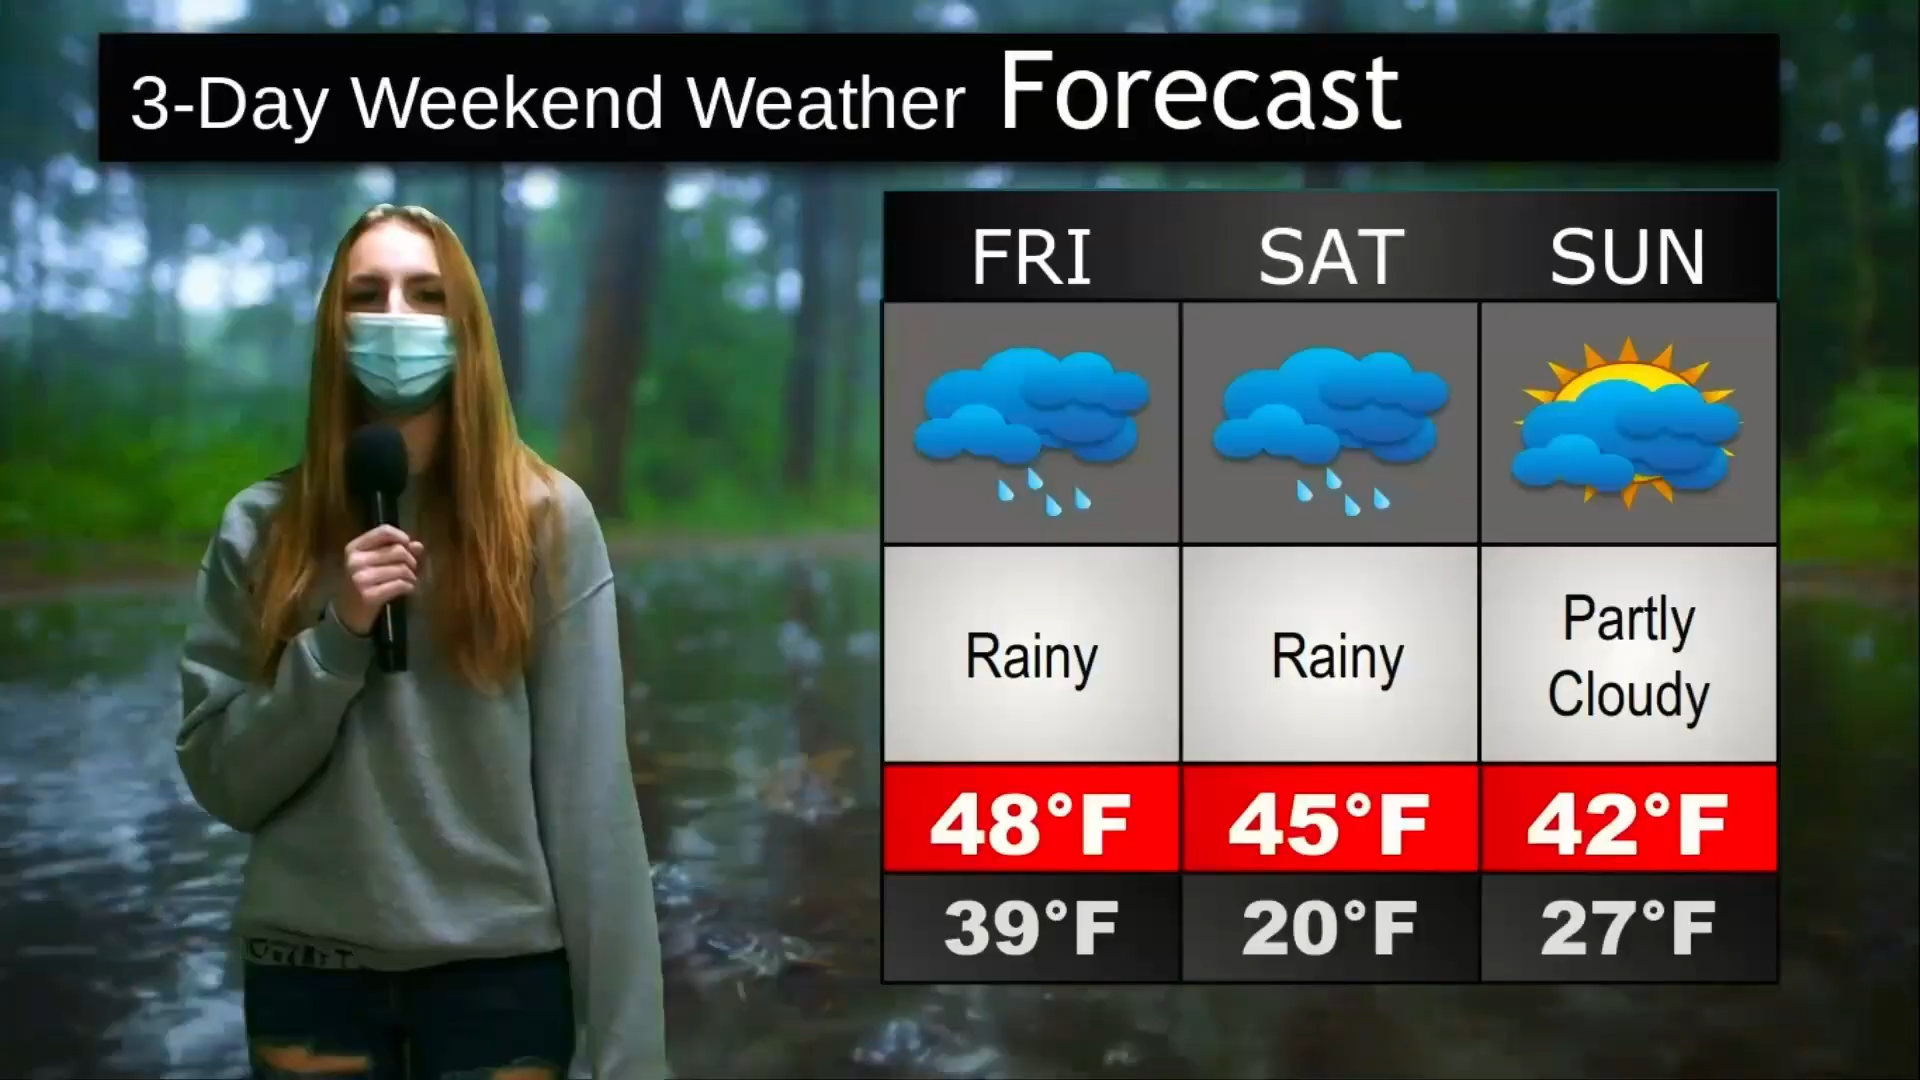 3-Day Weekend Weather Forecast
FRI SAT SUN
Rainy Rainy Partly
Cloudy
48°F 45°F 42°F
39°F 20°F 27°F